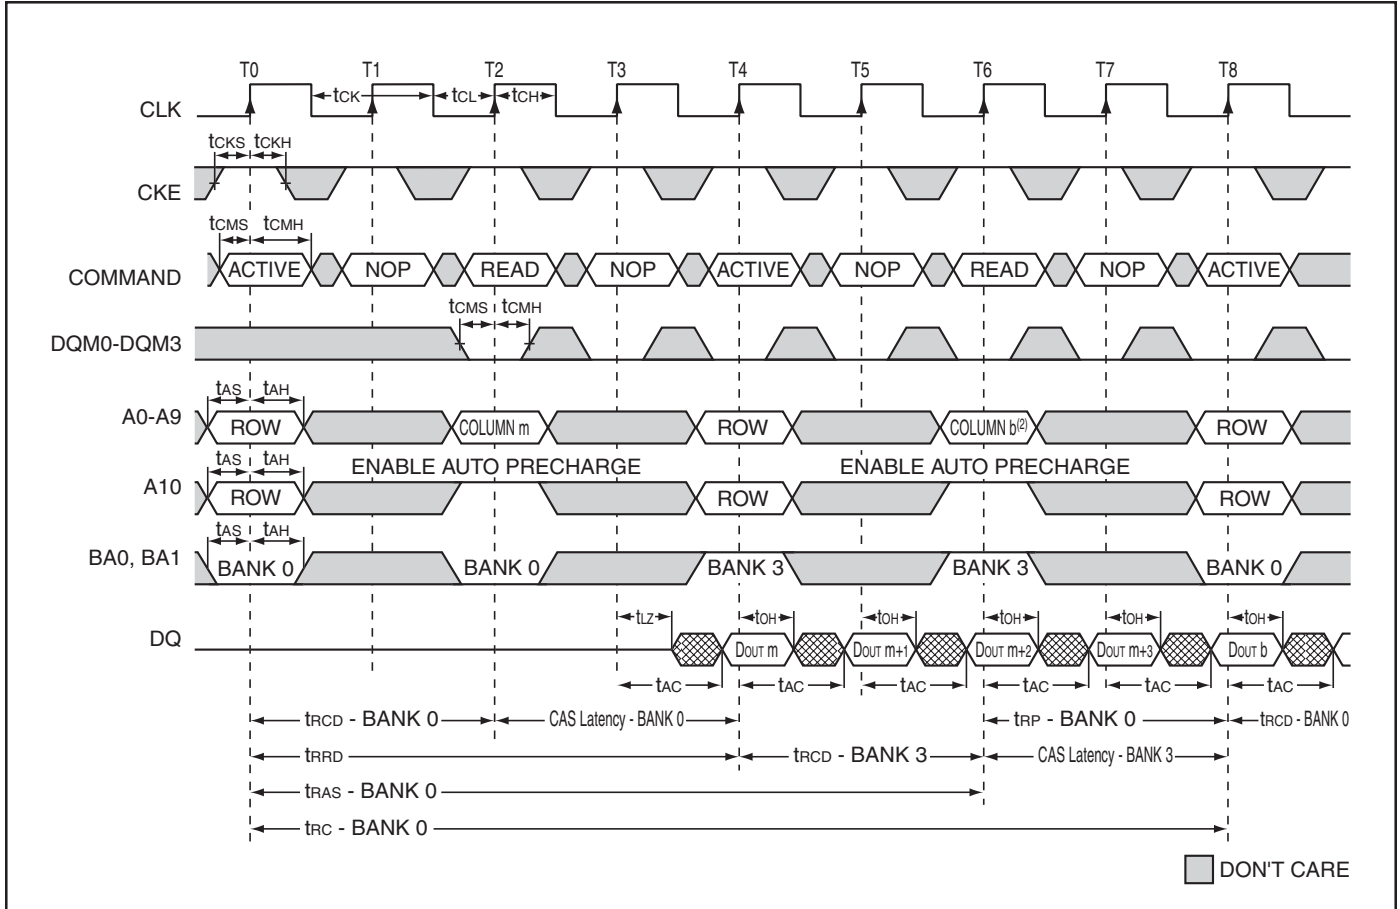 T0 T1 T2 T3 T4 T5 T6 T7 T8
CLK tCK tCL tCH
tCKS tCKH
CKE
tCMS tCMH
COMMAND ACTIVE NOP READ NOP ACTIVE NOP READ NOP ACTIVE
tCMS tCMH
DQM0-DQM3
tAS tAH
A0-A9 ROW COLUMN m ROW COLUMN b(2) ROW
tAS tAH ENABLE AUTO PRECHARGE ENABLE AUTO PRECHARGE
A10 ROW ROW ROW
tAS tAH
BA0, BA1 BANK 0 BANK 0 BANK 3 BANK 3 BANK 0
tLZ tOH tOH tOH tOH tOH
DQ DOUT m DOUT m+1 DOUT m+2 DOUT m+3 DOUT b
tAC tAC tAC tAC tAC tAC
tRCD - BANK 0 CAS Latency - BANK 0 tRP - BANK 0 tRCD - BANK 0
tRRD tRCD - BANK 3 CAS Latency - BANK 3
tRAS - BANK 0
tRC - BANK 0
DON'T CARE